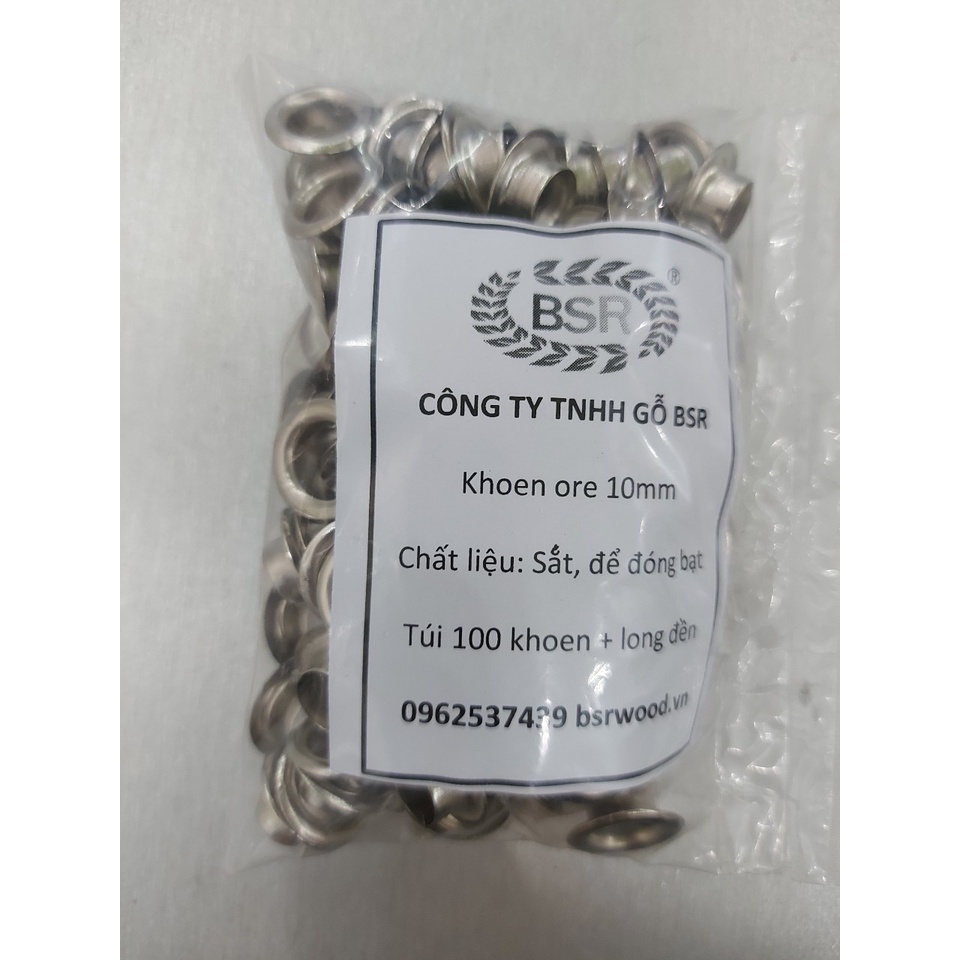 BSR ®
CÔNG TY TNHH GỖ BSR
Khoen ore 10mm
Chất liệu: Sắt, để đóng bạt
Túi 100 khoen + long đền
0962537439 bsrwood.vn